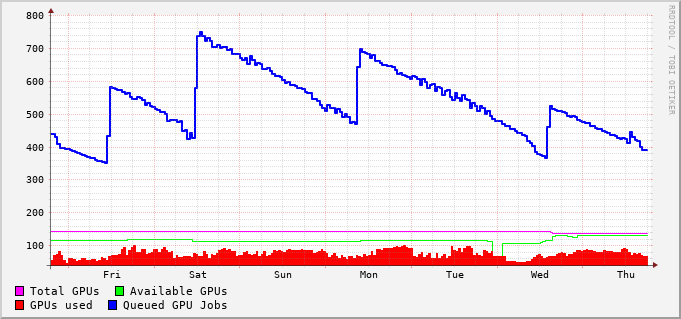 800
700
600
500
400
300
200
100
Fri Sat Sun Mon Tue Wed Thu
Total GPUs Available GPUs
GPUs used Queued GPU Jobs
RRDTOOL / TOBI OETIKER